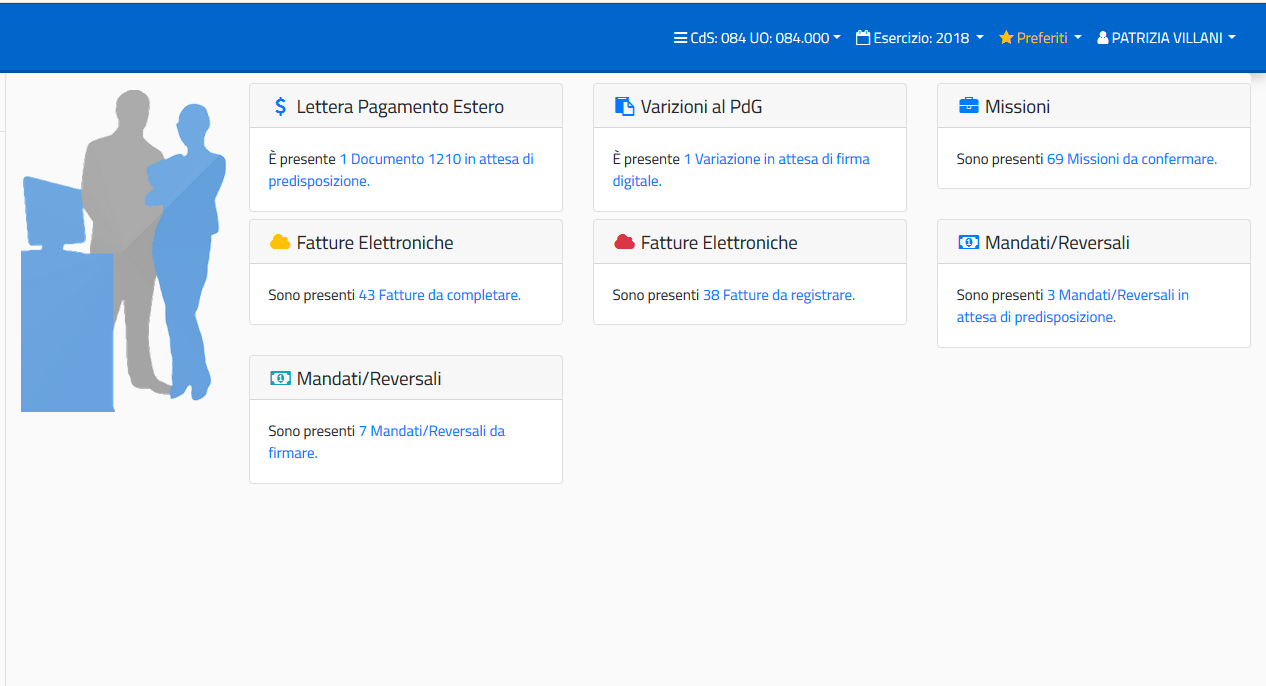 CdS: 084 UO: 084.000 Esercizio: 2018 Preferiti PATRIZIA VILLANI
Lettera Pagamento Estero
È presente 1 Documento 1210 in attesa di
predisposizione.
Varizioni al PdG
È presente 1 Variazione in attesa di firma
digitale.
Missioni
Sono presenti 69 Missioni da confermare.
Fatture Elettroniche
Sono presenti 43 Fatture da completare.
Fatture Elettroniche
Sono presenti 38 Fatture da registrare.
Mandati/Reversali
Sono presenti 3 Mandati/Reversali in
attesa di predisposizione.
Mandati/Reversali
Sono presenti 7 Mandati/Reversali da
firmare.